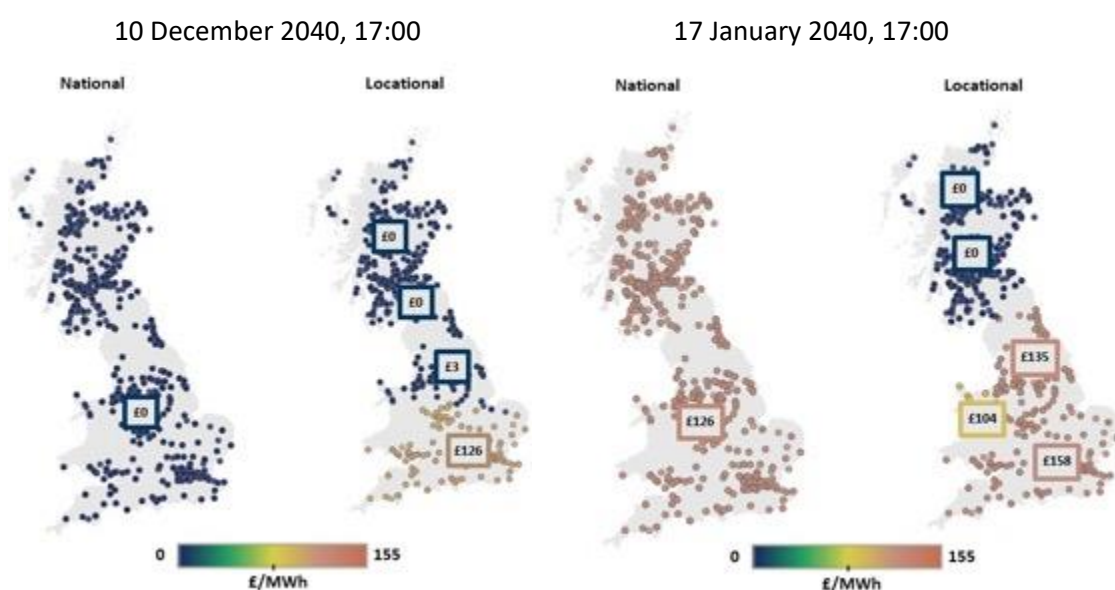 10 December 2040, 17:00
17 January 2040, 17:00
National
Locational
National
Locational
£0
£0
£3
£0
£126
£0
£0
£135
£126
£104
£158
0
155
£/MWh
0
155
£/MWh